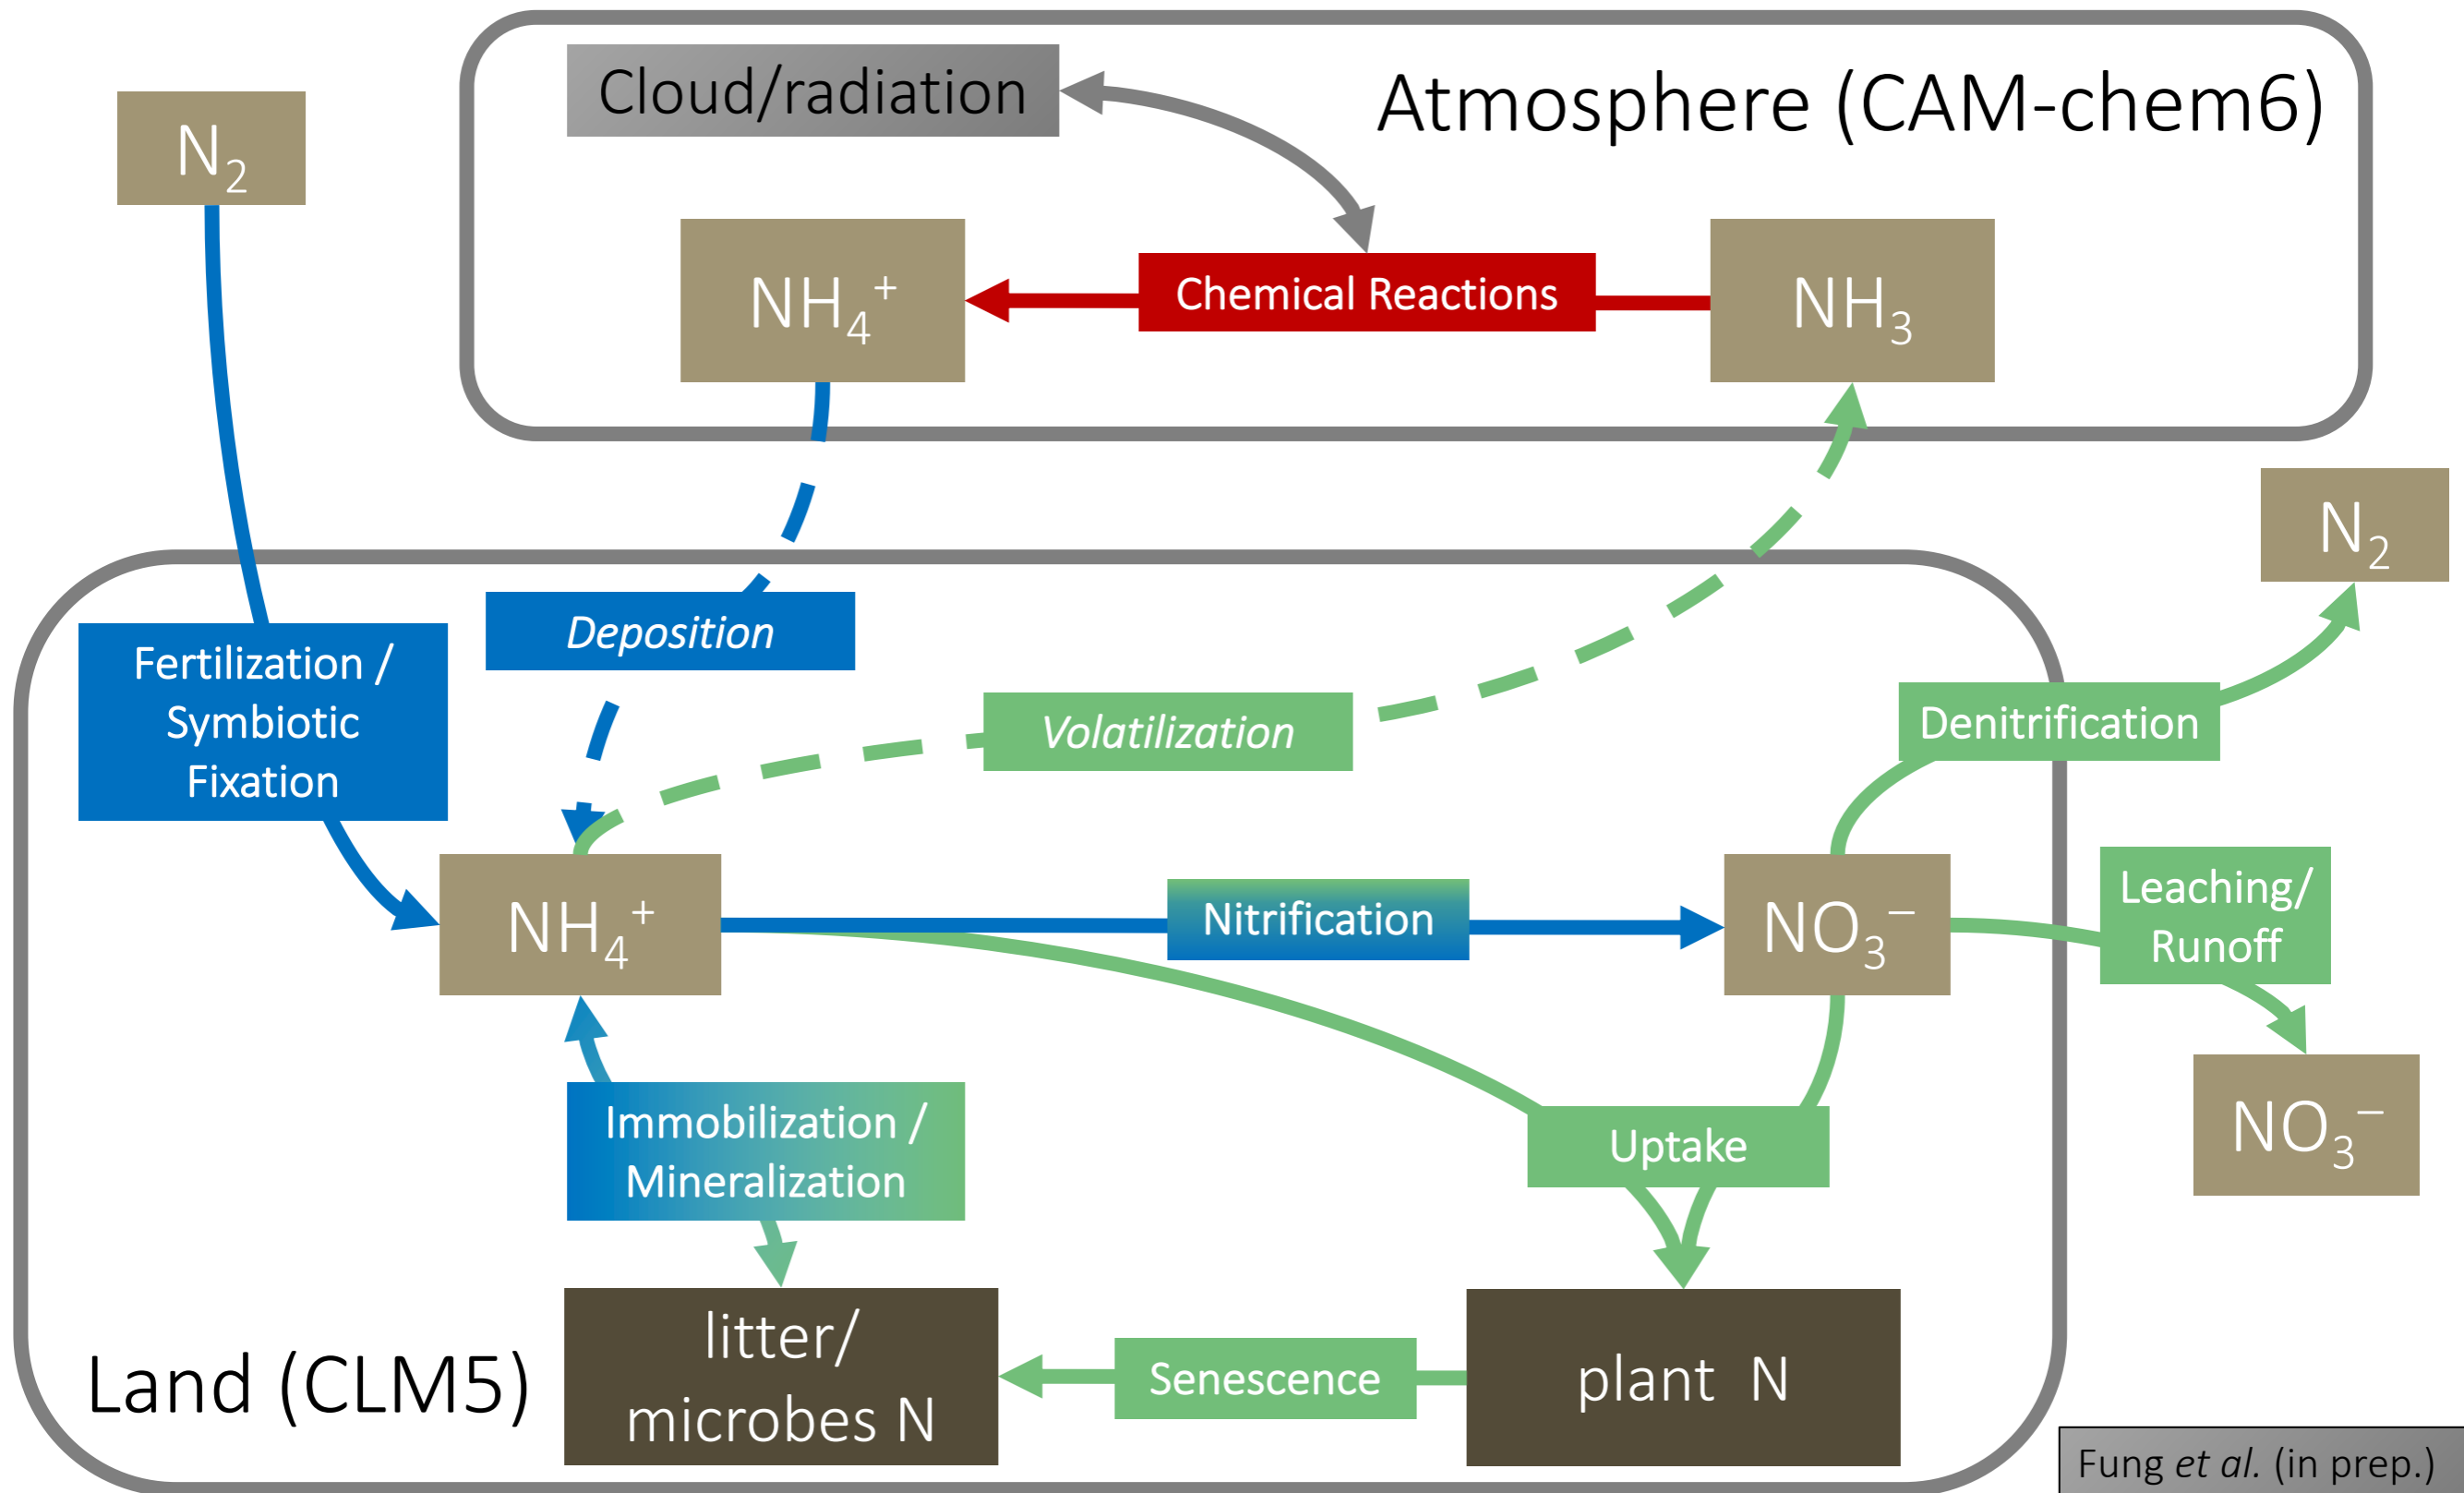 Cloud/radiation
Atmosphere (CAM-chem6)
N₂
NH₄⁺
Chemical Reactions
NH₃
N₂
Deposition
Fertilization /
Symbiotic
Fixation
Volatilization
Denitrification
NH₄⁺
Nitrification
NO₃⁻
Leaching/
Runoff
NO₃⁻
Immobilization /
Mineralization
Uptake
litter/
microbes N
Senescence
plant N
Land (CLM5)
Fung et al. (in prep.)